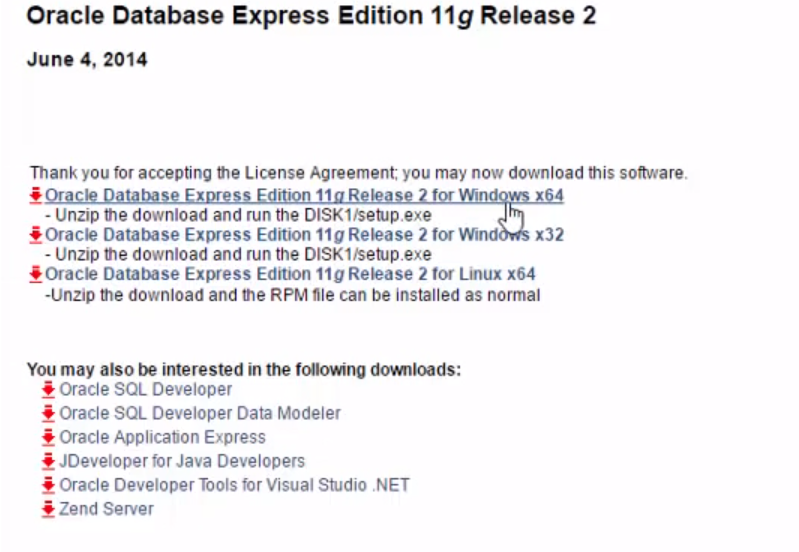 Oracle Database Express Edition 11g Release 2
June 4, 2014
Thank you for accepting the License Agreement; you may now download this software.
Oracle Database Express Edition 11g Release 2 for Windows x64
- Unzip the download and run the DISK1/setup.exe
Oracle Database Express Edition 11g Release 2 for Windows x32
- Unzip the download and run the DISK1/setup.exe
Oracle Database Express Edition 11g Release 2 for Linux x64
-Unzip the download and the RPM file can be installed as normal
You may also be interested in the following downloads:
Oracle SQL Developer
Oracle SQL Developer Data Modeler
Oracle Application Express
JDeveloper for Java Developers
Oracle Developer Tools for Visual Studio .NET
Zend Server